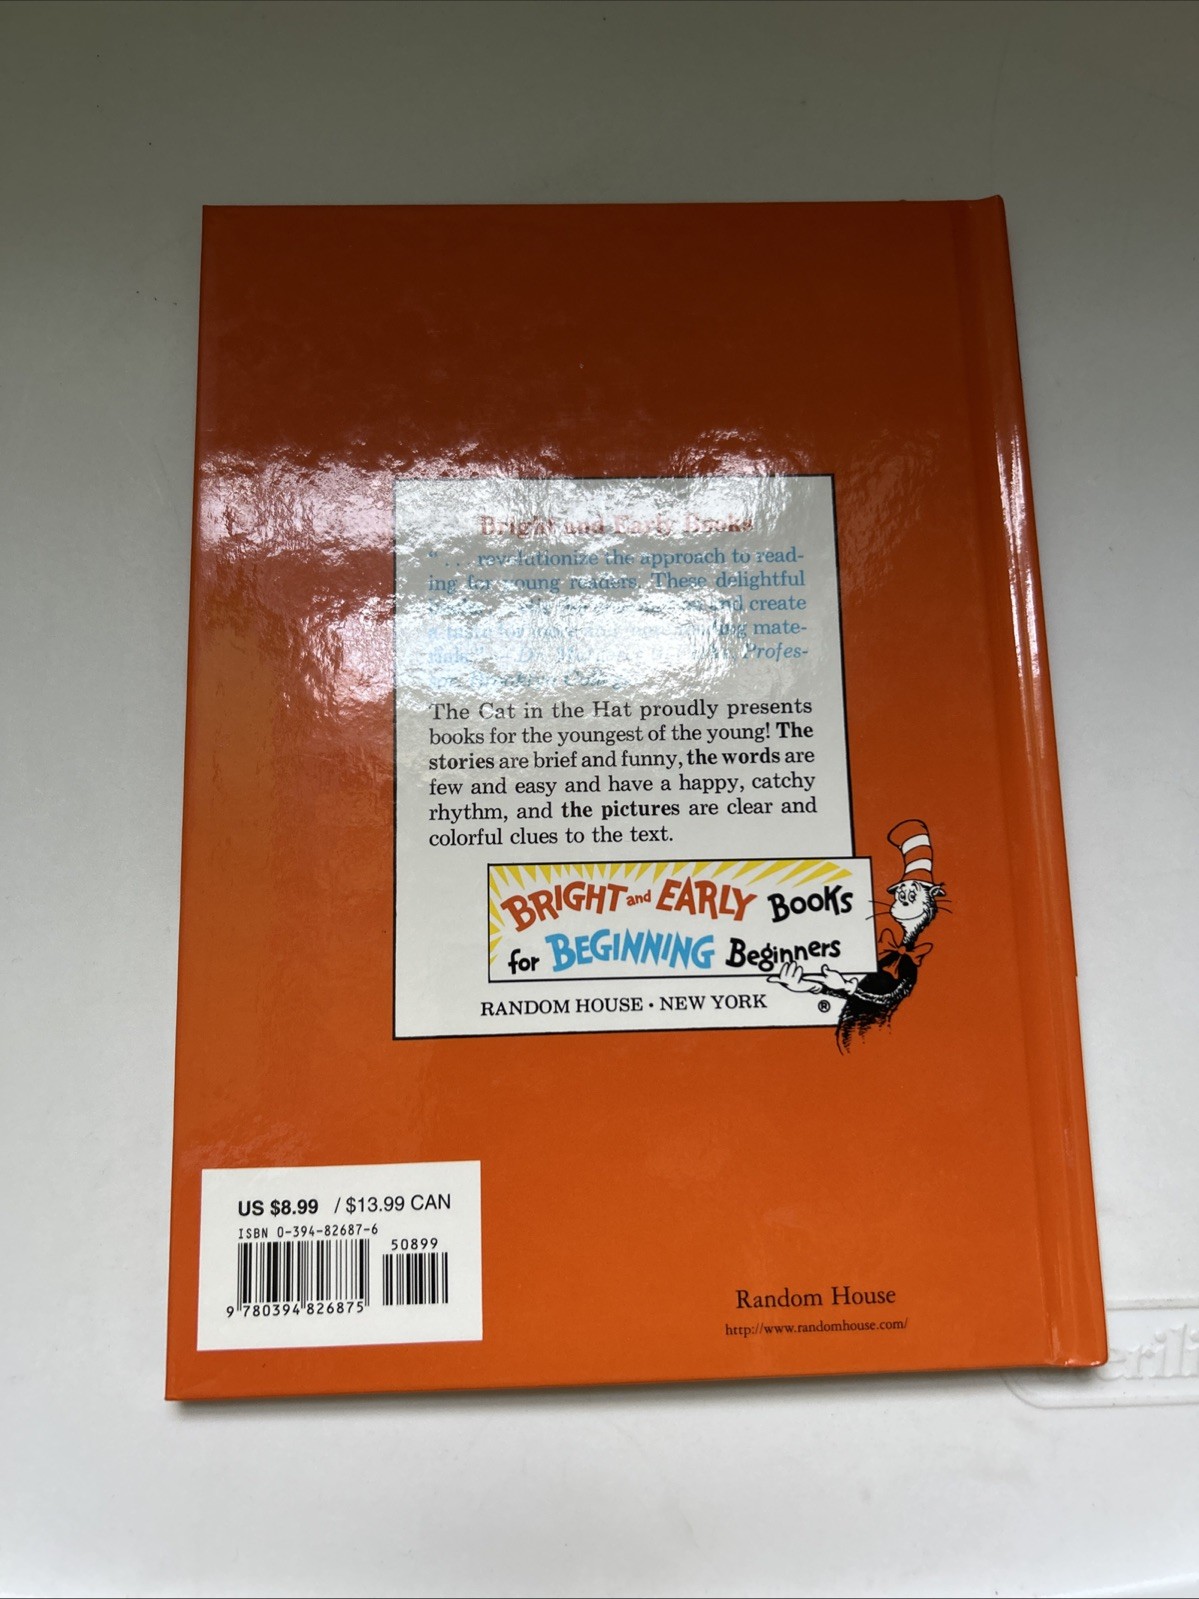 Bright and Early Books
". . . revolutionize the approach to read-
ing for young readers. These delightful
and create
mate-
Profes-
The Cat in the Hat proudly presents
books for the youngest of the young! The
stories are brief and funny, the words are
few and easy and have a happy, catchy
rhythm, and the pictures are clear and
colorful clues to the text.
BRIGHT and EARLY BOOKS
for BEGINNING Beginners
RANDOM HOUSE · NEW YORK ®
US $8.99 / $13.99 CAN
ISBN 0-394-82687-6
50899
9 780394 826875
Random House
http://www.randomhouse.com/